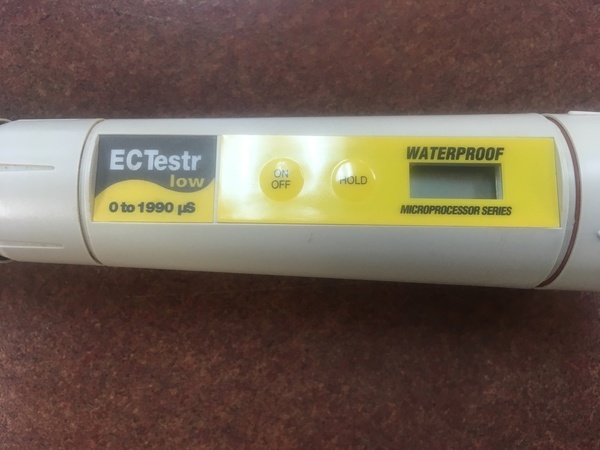 ECTestr
low
0 to 1990 µS
ON
OFF
HOLD
WATERPROOF
MICROPROCESSOR SERIES